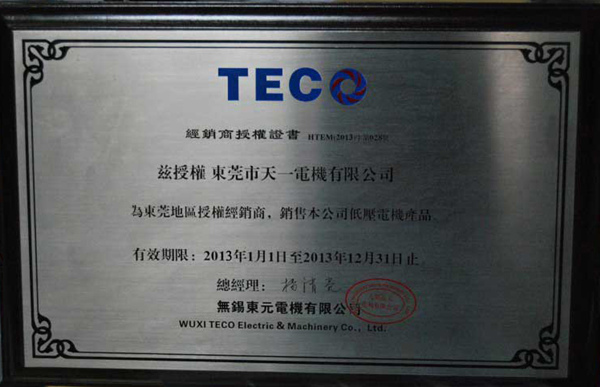 TECO
經銷商授權證書 HTEM(2013)
茲授權 東莞市天一電機有限公司
為東莞地區授權經銷商，銷售本公司低壓電機產品。
有效期限：2013年1月1日至2013年12月31日止
總經理：
無錫東元電機有限公司
WUXI TECO Electric & Machinery Co., Ltd.